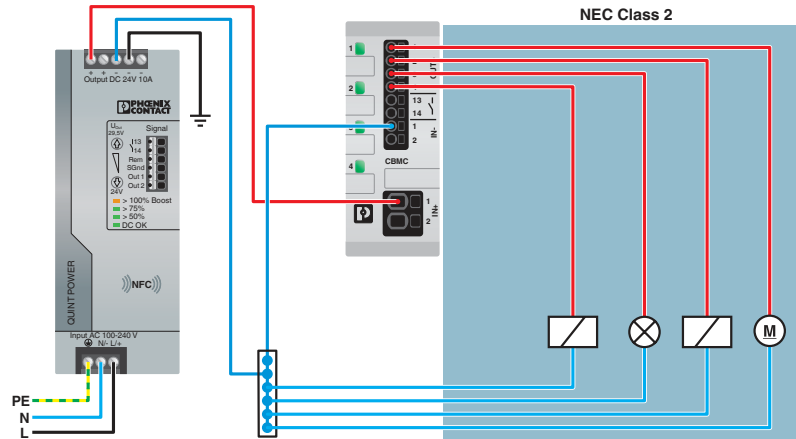 NEC Class 2
+ + - - -
Output DC 24V 10A
PHŒNIX
CONTACT
UOut
29,5V
Signal
13
14
Rem
SGnd
Out 1
Out 2
24V
> 100% Boost
> 75%
> 50%
DC OK
QUINT POWER
NFC
Input AC 100-240 V
N/- L/+
PE
N
L
1
2
3
4
OUT
13
14
1
2
IN-
CBMC
1
2
IN+
M